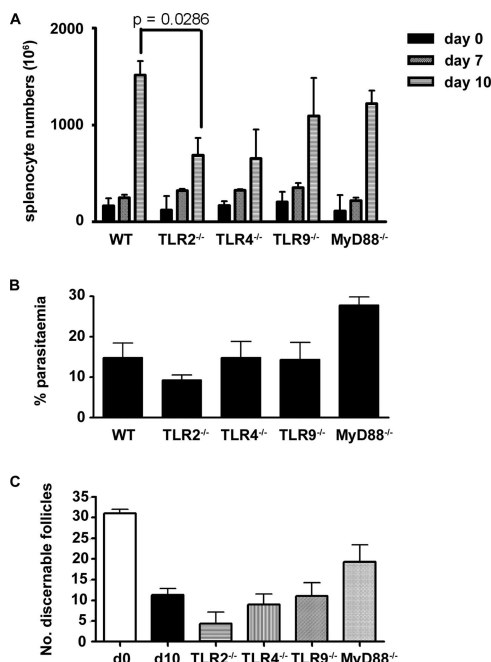 A
p = 0.0286
day 0
day 7
day 10
splenocyte numbers (10⁶)
2000
1000
0
WT TLR2⁻/⁻ TLR4⁻/⁻ TLR9⁻/⁻ MyD88⁻/⁻
B
% parasitaemia
30
20
10
0
WT TLR2⁻/⁻ TLR4⁻/⁻ TLR9⁻/⁻ MyD88⁻/⁻
C
No. discernable follicles
35
30
25
20
15
10
5
0
d0 d10 TLR2⁻/⁻ TLR4⁻/⁻ TLR9⁻/⁻ MyD88⁻/⁻